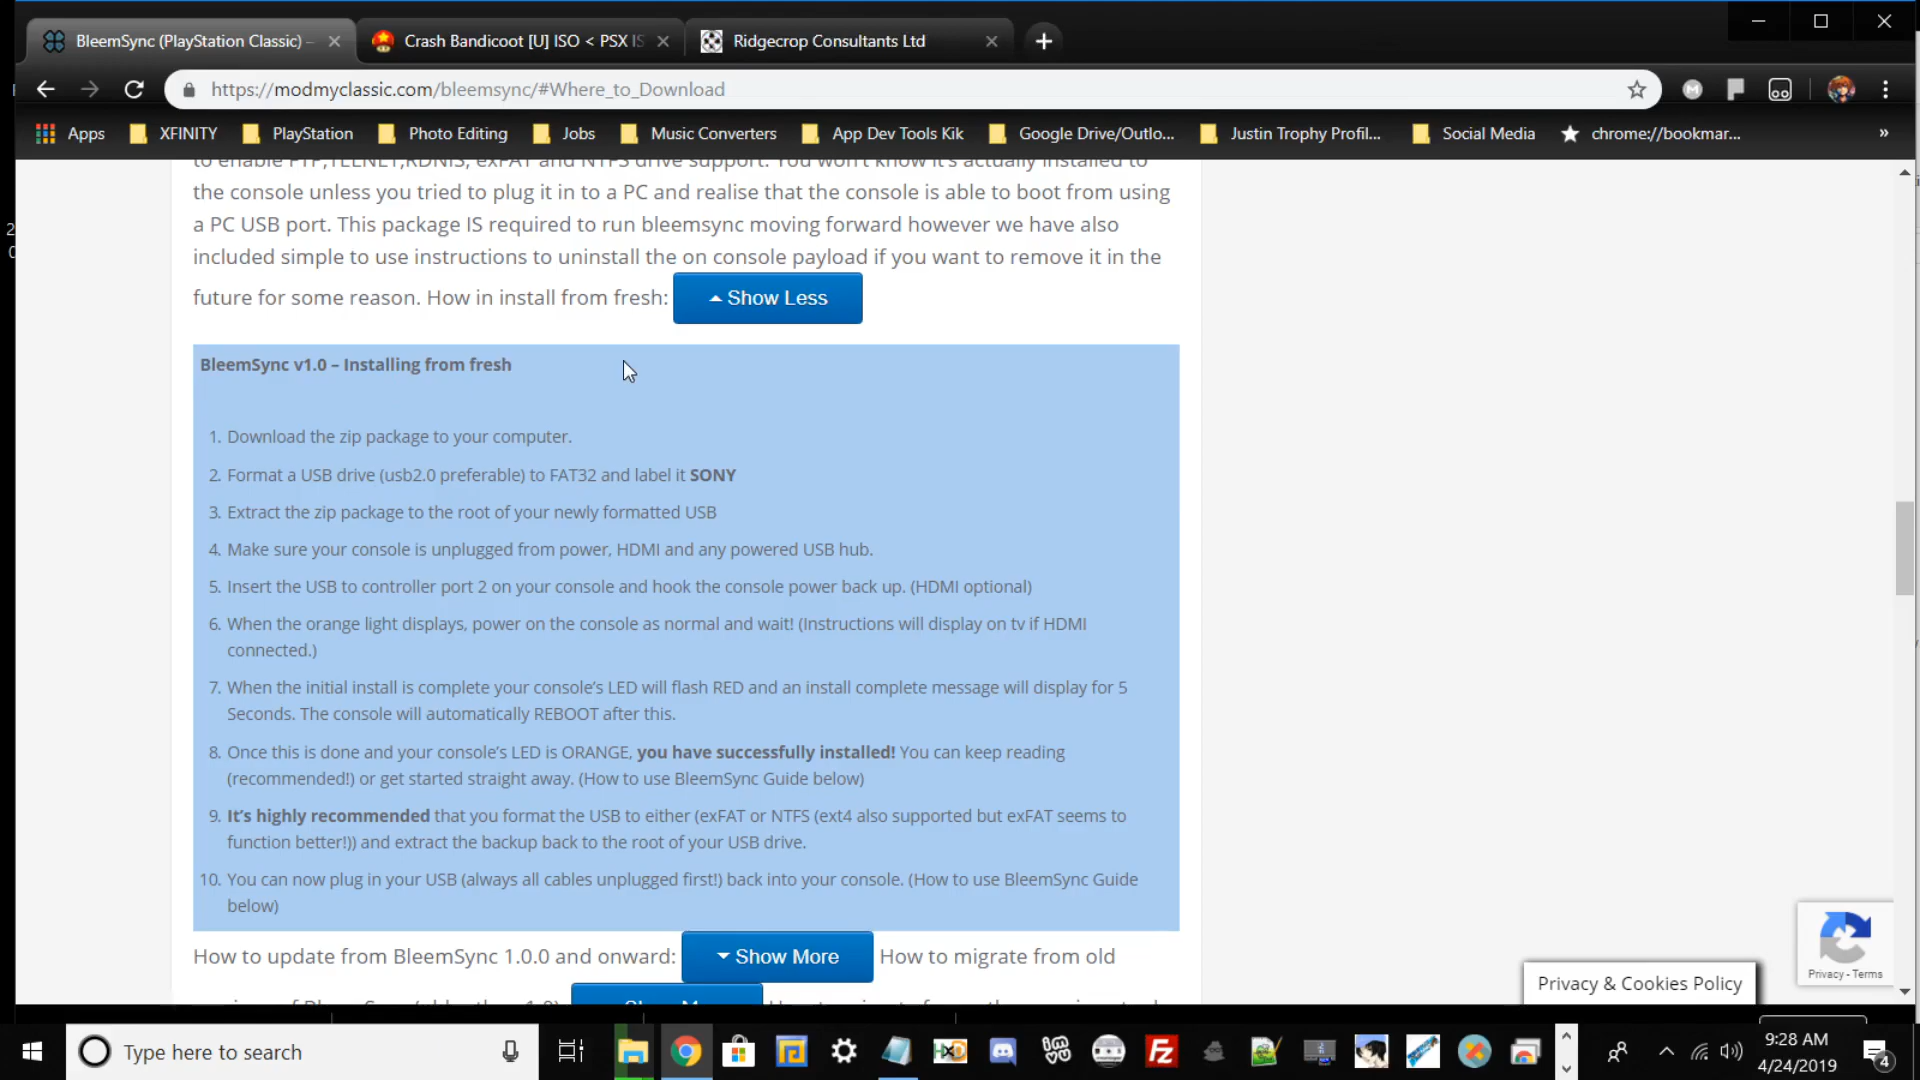 BleemSync (PlayStation Classic) –
Crash Bandicoot [U] ISO < PSX IS
Ridgecrop Consultants Ltd
https://modmyclassic.com/bleemsync/#Where_to_Download
Apps XFINITY PlayStation Photo Editing Jobs Music Converters App Dev Tools Kik Google Drive/Outlo... Justin Trophy Profil... Social Media chrome://bookmar... »
to enable FTP,TELNET,RDNIS, exFAT and NTFS drive support. You won't know it's actually installed to
the console unless you tried to plug it in to a PC and realise that the console is able to boot from using
a PC USB port. This package IS required to run bleemsync moving forward however we have also
included simple to use instructions to uninstall the on console payload if you want to remove it in the
future for some reason. How in install from fresh: Show Less
BleemSync v1.0 – Installing from fresh
1. Download the zip package to your computer.
2. Format a USB drive (usb2.0 preferable) to FAT32 and label it SONY
3. Extract the zip package to the root of your newly formatted USB
4. Make sure your console is unplugged from power, HDMI and any powered USB hub.
5. Insert the USB to controller port 2 on your console and hook the console power back up. (HDMI optional)
6. When the orange light displays, power on the console as normal and wait! (Instructions will display on tv if HDMI
connected.)
7. When the initial install is complete your console's LED will flash RED and an install complete message will display for 5
Seconds. The console will automatically REBOOT after this.
8. Once this is done and your console's LED is ORANGE, you have successfully installed! You can keep reading
(recommended!) or get started straight away. (How to use BleemSync Guide below)
9. It's highly recommended that you format the USB to either (exFAT or NTFS (ext4 also supported but exFAT seems to
function better!)) and extract the backup back to the root of your USB drive.
10. You can now plug in your USB (always all cables unplugged first!) back into your console. (How to use BleemSync Guide
below)
How to update from BleemSync 1.0.0 and onward: Show More How to migrate from old
Privacy - Terms
Privacy & Cookies Policy
Type here to search
9:28 AM
4/24/2019
4